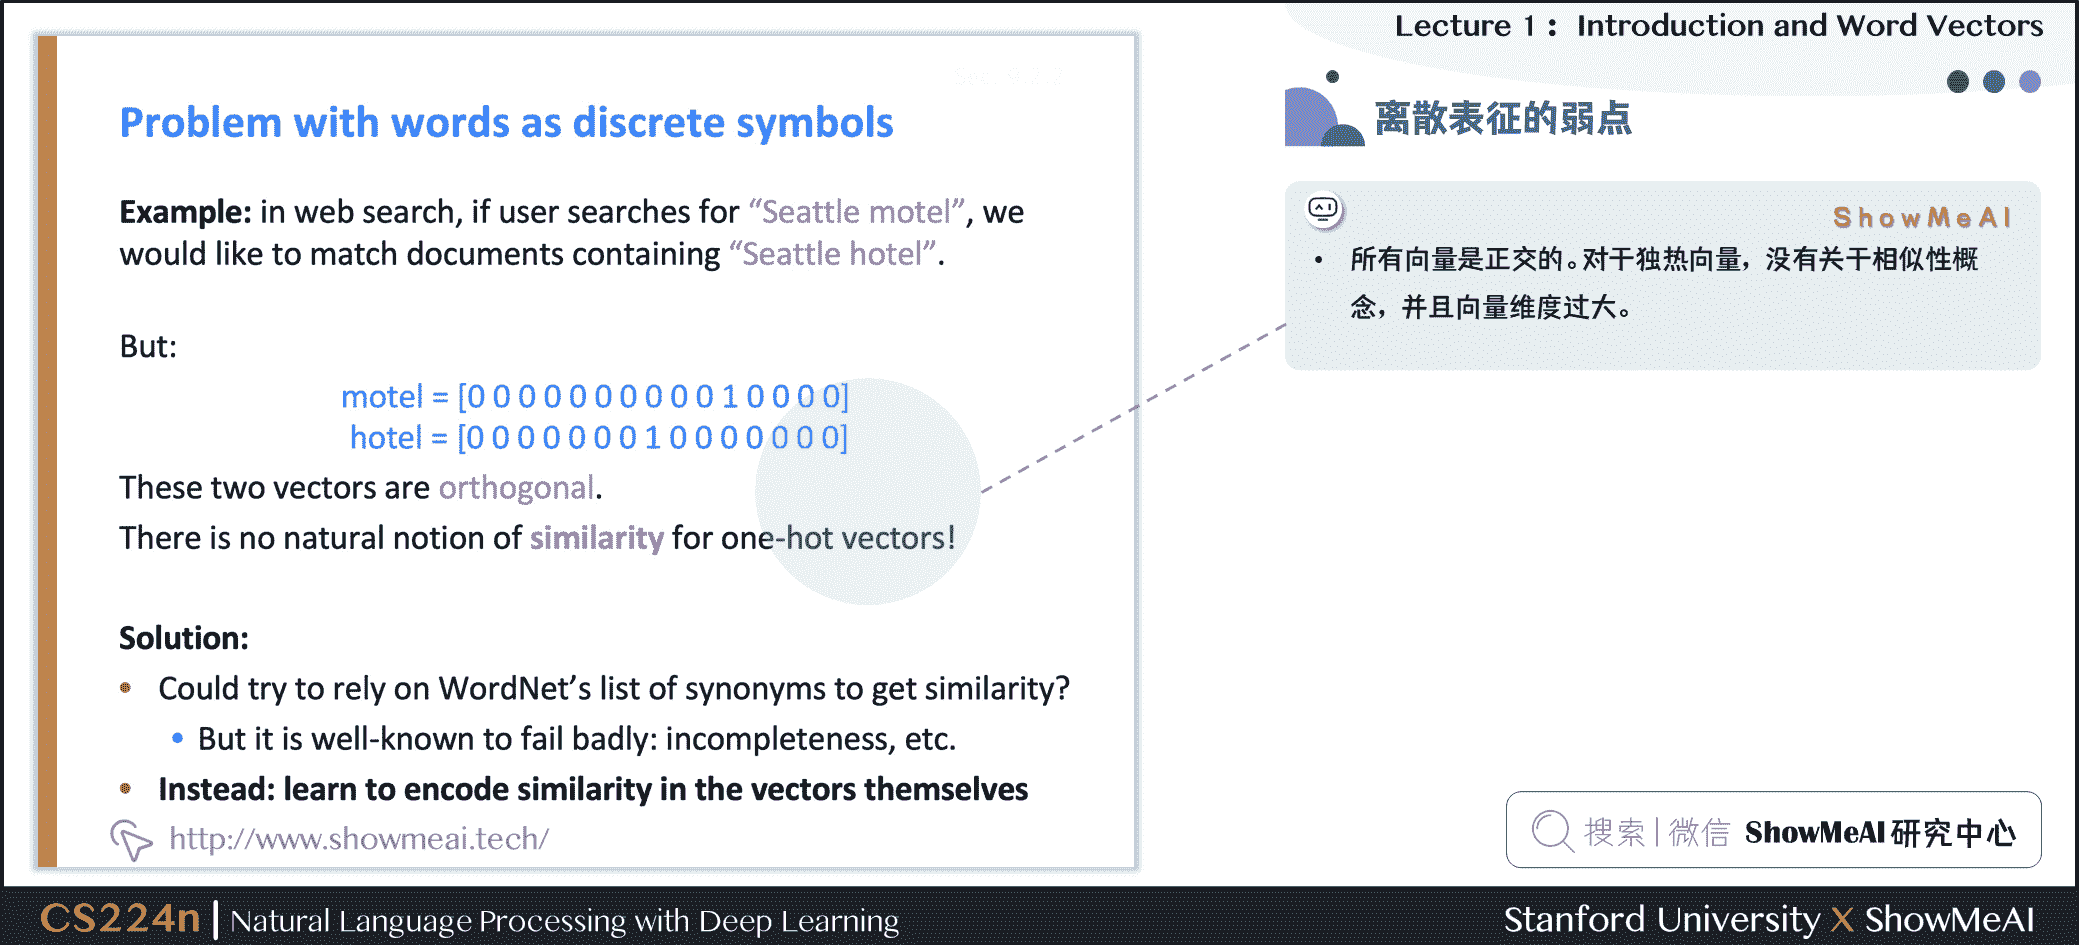 Lecture 1 : Introduction and Word Vectors
Problem with words as discrete symbols
Example: in web search, if user searches for “Seattle motel”, we
would like to match documents containing “Seattle hotel”.
But:
motel = [0 0 0 0 0 0 0 0 0 0 1 0 0 0 0]
hotel = [0 0 0 0 0 0 0 1 0 0 0 0 0 0 0]
These two vectors are orthogonal.
There is no natural notion of similarity for one-hot vectors!
Solution:
• Could try to rely on WordNet’s list of synonyms to get similarity?
• But it is well-known to fail badly: incompleteness, etc.
• Instead: learn to encode similarity in the vectors themselves
http://www.showmeai.tech/
离散表征的弱点
ShowMeAI
• 所有向量是正交的。对于独热向量，没有关于相似性概
念，并且向量维度过大。
搜索 | 微信 ShowMeAI 研究中心
CS224n | Natural Language Processing with Deep Learning
Stanford University X ShowMeAI